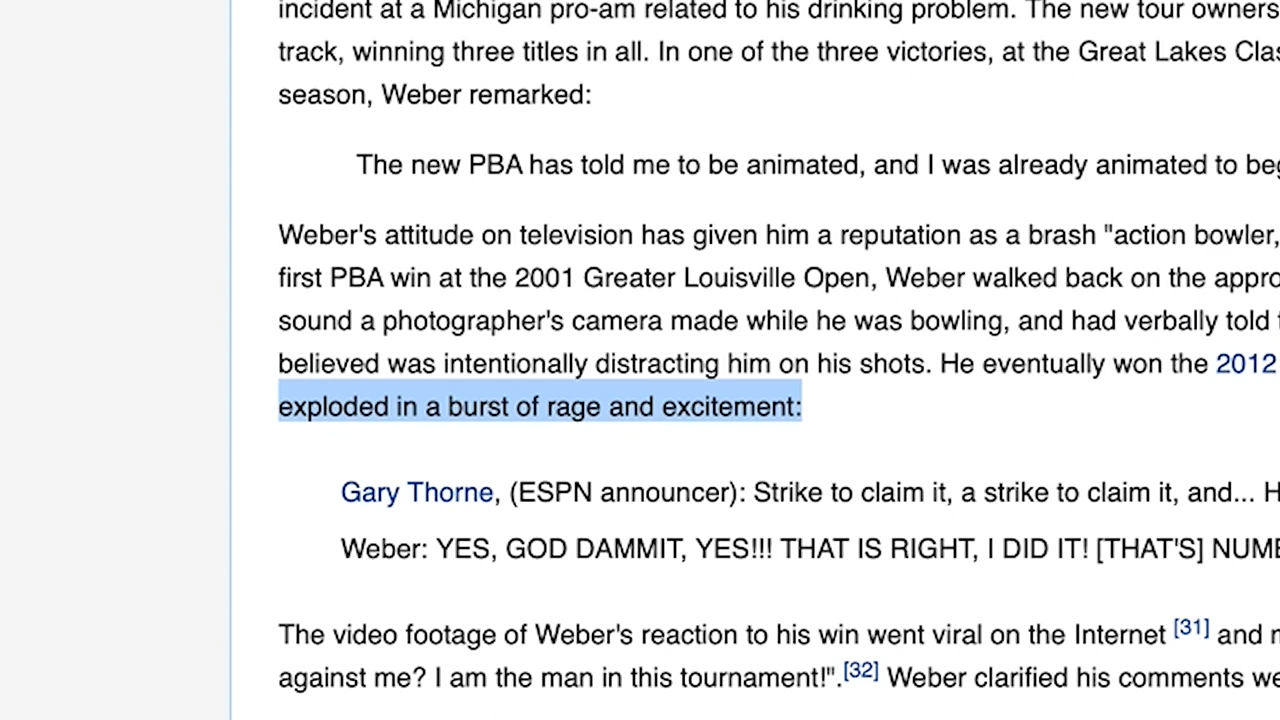 incident at a Michigan pro-am related to his drinking problem. The new tour owners
track, winning three titles in all. In one of the three victories, at the Great Lakes Clas
season, Weber remarked:
The new PBA has told me to be animated, and I was already animated to beg
Weber's attitude on television has given him a reputation as a brash "action bowler,
first PBA win at the 2001 Greater Louisville Open, Weber walked back on the appro
sound a photographer's camera made while he was bowling, and had verbally told
believed was intentionally distracting him on his shots. He eventually won the 2012
exploded in a burst of rage and excitement:
Gary Thorne, (ESPN announcer): Strike to claim it, a strike to claim it, and... H
Weber: YES, GOD DAMMIT, YES!!! THAT IS RIGHT, I DID IT! [THAT'S] NUMB
The video footage of Weber's reaction to his win went viral on the Internet [31] and
against me? I am the man in this tournament!".[32] Weber clarified his comments we